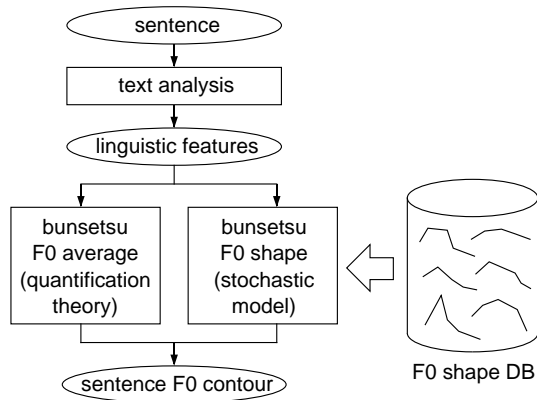 sentence
text analysis
linguistic features
bunsetsu
F0 average
(quantification
theory)
bunsetsu
F0 shape
(stochastic
model)
F0 shape DB
sentence F0 contour